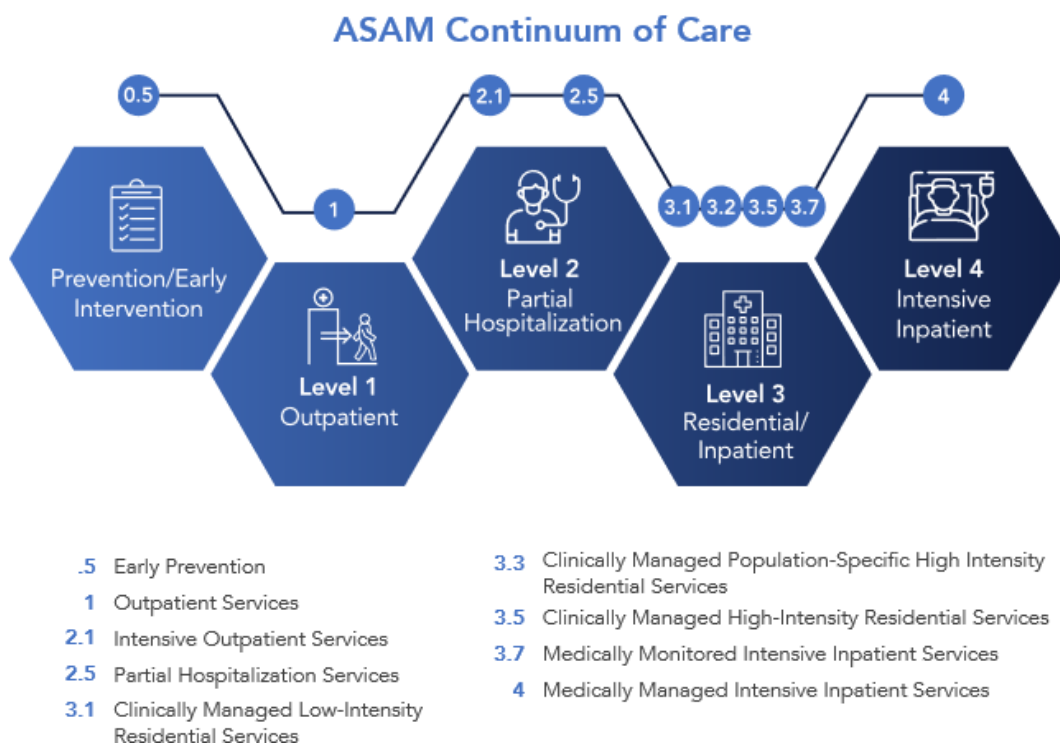 ASAM Continuum of Care
0.5
2.1
2.5
4
1
3.1
3.2
3.5
3.7
Prevention/Early
Intervention
Level 1
Outpatient
Level 2
Partial
Hospitalization
Level 3
Residential/
Inpatient
Level 4
Intensive
Inpatient
.5 Early Prevention
1 Outpatient Services
2.1 Intensive Outpatient Services
2.5 Partial Hospitalization Services
3.1 Clinically Managed Low-Intensity
Residential Services
3.3 Clinically Managed Population-Specific High Intensity
Residential Services
3.5 Clinically Managed High-Intensity Residential Services
3.7 Medically Monitored Intensive Inpatient Services
4 Medically Managed Intensive Inpatient Services